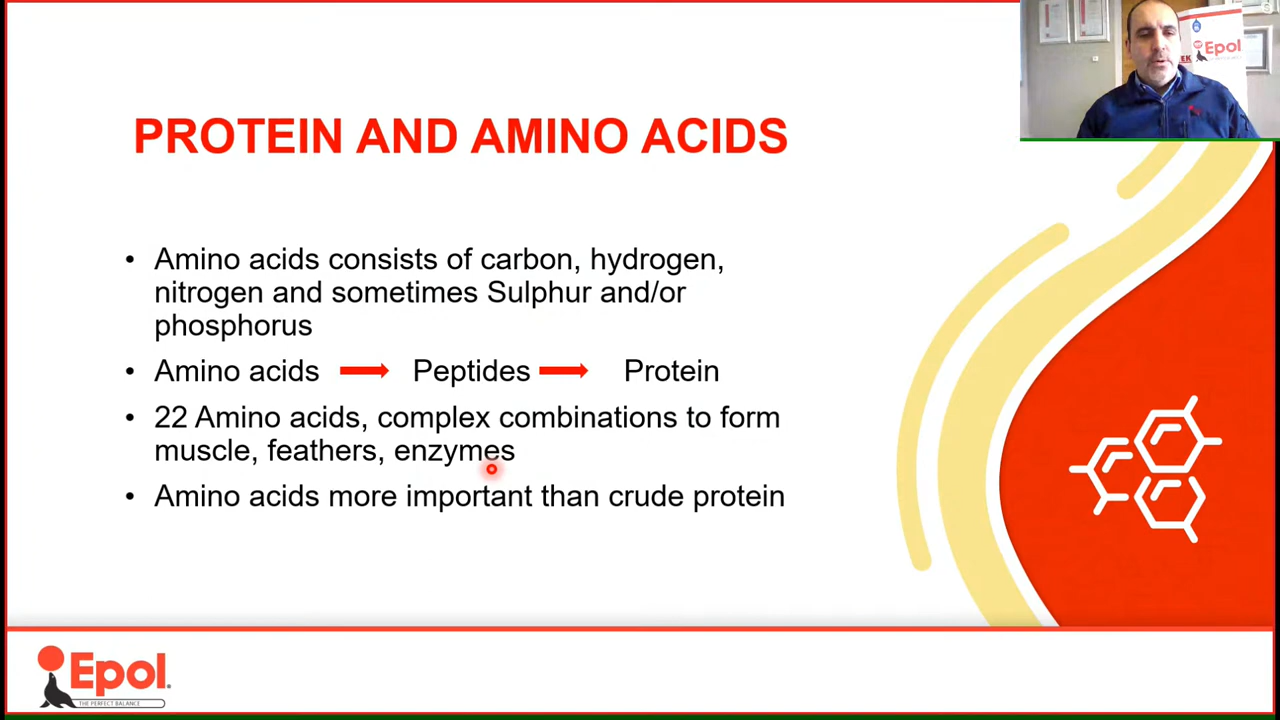 Epol
PROTEIN AND AMINO ACIDS
• Amino acids consists of carbon, hydrogen,
nitrogen and sometimes Sulphur and/or
phosphorus
• Amino acids → Peptides → Protein
• 22 Amino acids, complex combinations to form
muscle, feathers, enzymes
• Amino acids more important than crude protein
Epol
THE PERFECT BALANCE